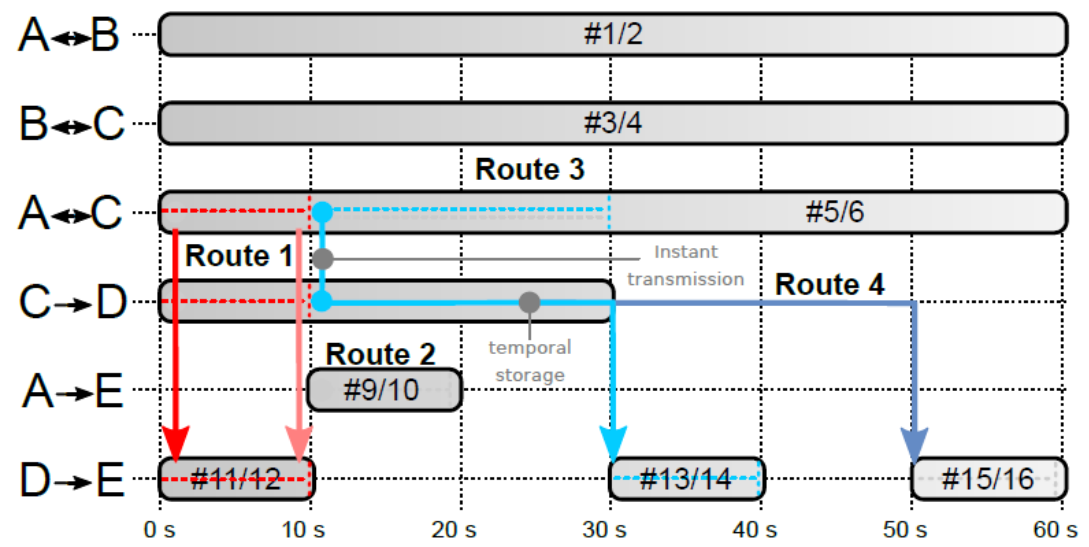 A↔B
#1/2
B↔C
#3/4
Route 3
A↔C
#5/6
Route 1
Instant
transmission
C→D
Route 4
temporal
storage
Route 2
A→E
#9/10
D→E
#11/12
#13/14
#15/16
0 s
10 s
20 s
30 s
40 s
50 s
60 s